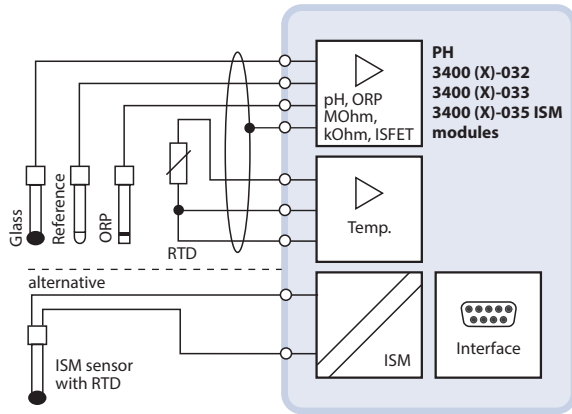 PH
3400 (X)-032
3400 (X)-033
3400 (X)-035 ISM
modules
pH, ORP
MOhm,
kOhm, ISFET
Temp.
Glass
Reference
ORP
RTD
alternative
ISM sensor
with RTD
ISM
Interface